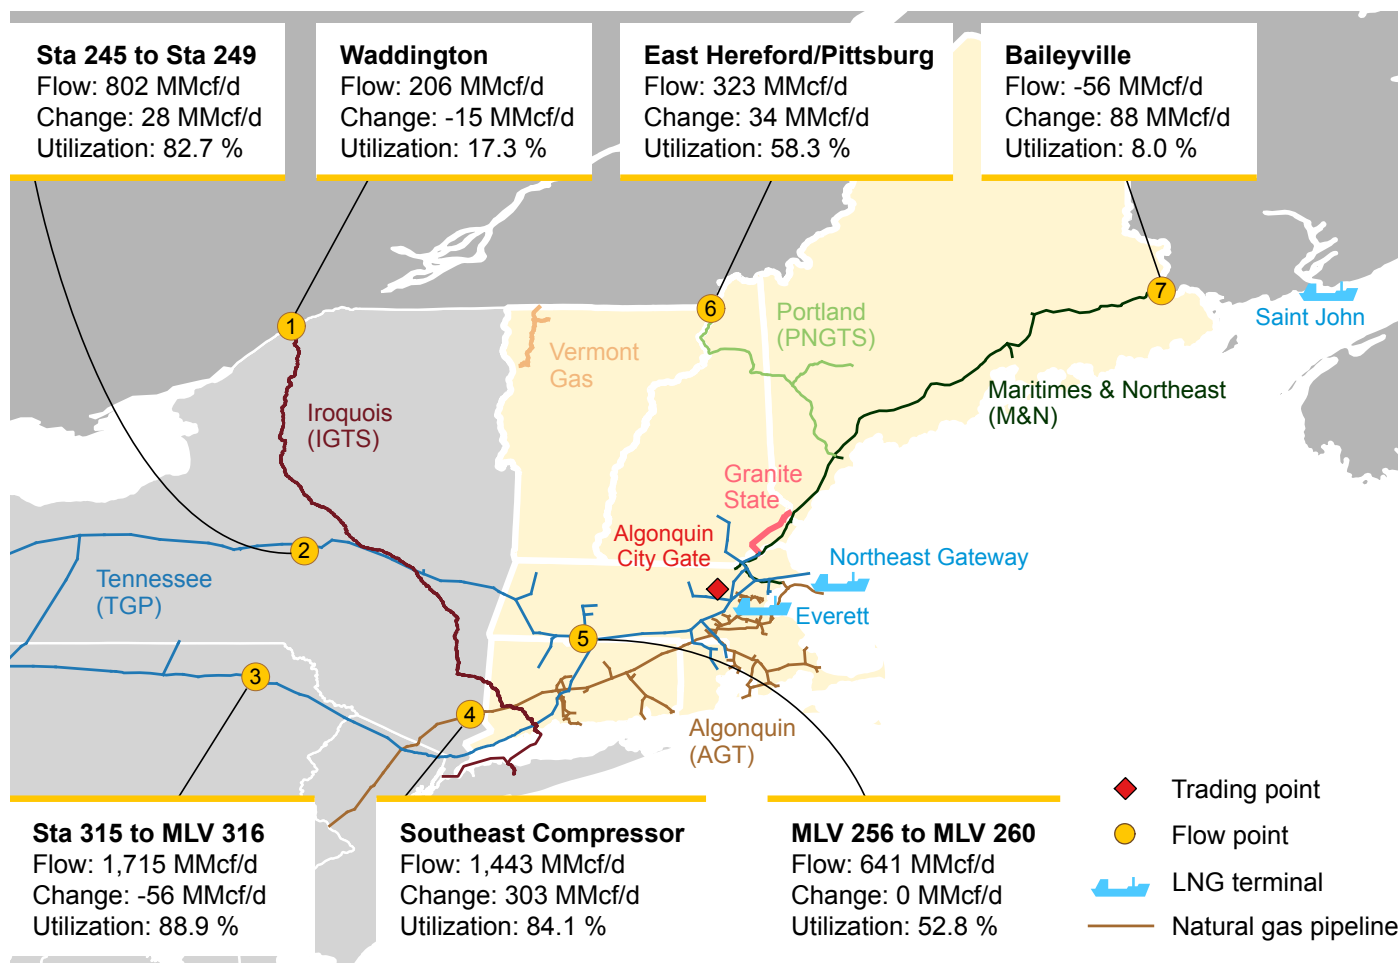 Sta 245 to Sta 249
Flow: 802 MMcf/d
Change: 28 MMcf/d
Utilization: 82.7 %
Waddington
Flow: 206 MMcf/d
Change: -15 MMcf/d
Utilization: 17.3 %
East Hereford/Pittsburg
Flow: 323 MMcf/d
Change: 34 MMcf/d
Utilization: 58.3 %
Baileyville
Flow: -56 MMcf/d
Change: 88 MMcf/d
Utilization: 8.0 %
7
6
1
Saint John
Portland
(PNGTS)
Vermont
Gas
Maritimes & Northeast
(M&N)
Iroquois
(IGTS)
Granite
State
Algonquin
City Gate
2
Northeast Gateway
Tennessee
(TGP)
Everett
5
3
4
Algonquin
(AGT)
Sta 315 to MLV 316
Flow: 1,715 MMcf/d
Change: -56 MMcf/d
Utilization: 88.9 %
Southeast Compressor
Flow: 1,443 MMcf/d
Change: 303 MMcf/d
Utilization: 84.1 %
MLV 256 to MLV 260
Flow: 641 MMcf/d
Change: 0 MMcf/d
Utilization: 52.8 %
Trading point
Flow point
LNG terminal
Natural gas pipeline